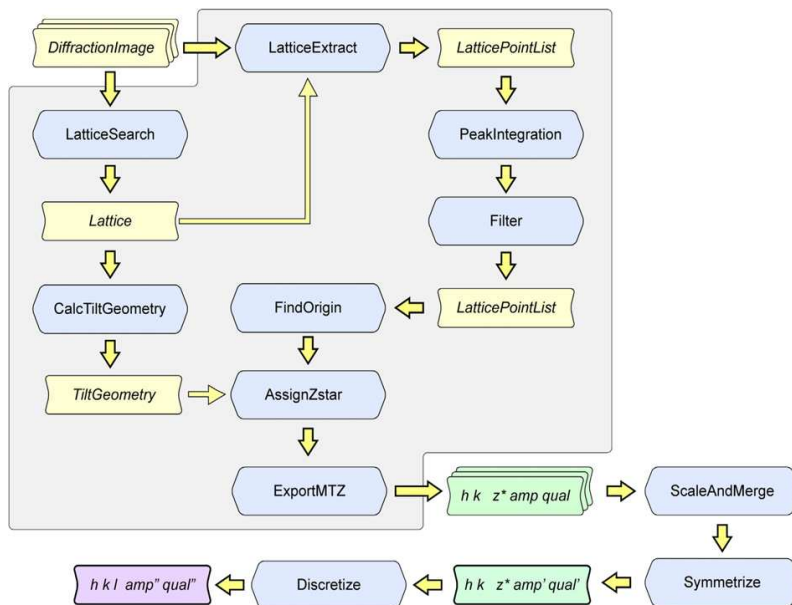 DiffractionImage
LatticeExtract
LatticePointList
LatticeSearch
PeakIntegration
Lattice
Filter
CalcTiltGeometry
FindOrigin
LatticePointList
TiltGeometry
AssignZstar
ExportMTZ
h k z* amp qual
ScaleAndMerge
h k l amp” qual”
Discretize
h k z* amp’ qual’
Symmetrize